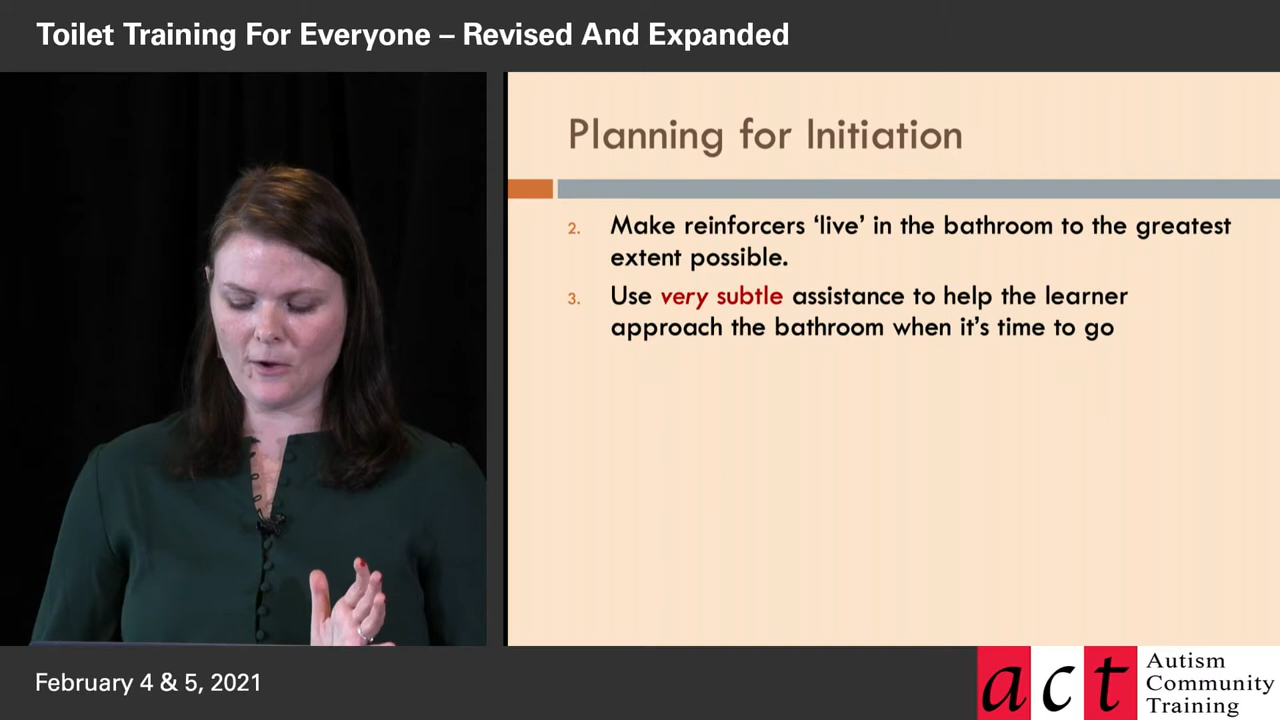 Toilet Training For Everyone – Revised And Expanded
Planning for Initiation
2. Make reinforcers ‘live’ in the bathroom to the greatest
extent possible.
3. Use very subtle assistance to help the learner
approach the bathroom when it’s time to go
February 4 & 5, 2021
act
Autism
Community
Training